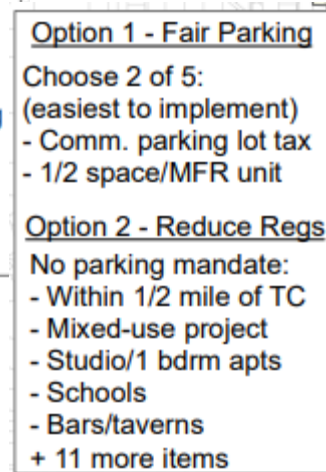 Option 1 - Fair Parking
Choose 2 of 5:
(easiest to implement)
- Comm. parking lot tax
- 1/2 space/MFR unit
Option 2 - Reduce Regs
No parking mandate:
- Within 1/2 mile of TC
- Mixed-use project
- Studio/1 bdrm apts
- Schools
- Bars/taverns
+ 11 more items